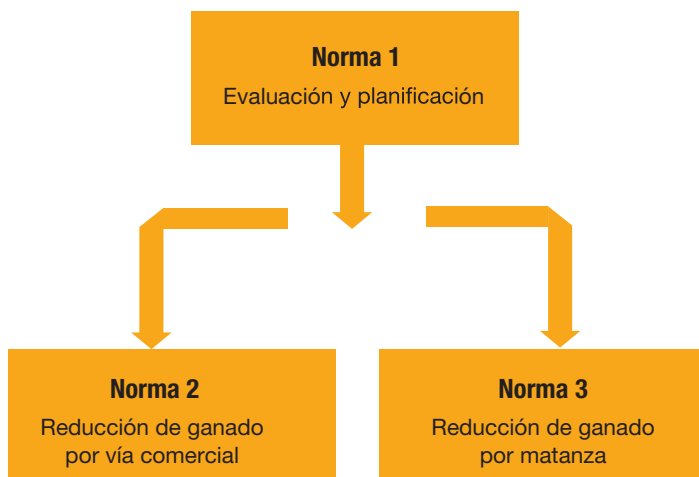 Norma 1
Evaluación y planificación
Norma 2
Reducción de ganado
por vía comercial
Norma 3
Reducción de ganado
por matanza